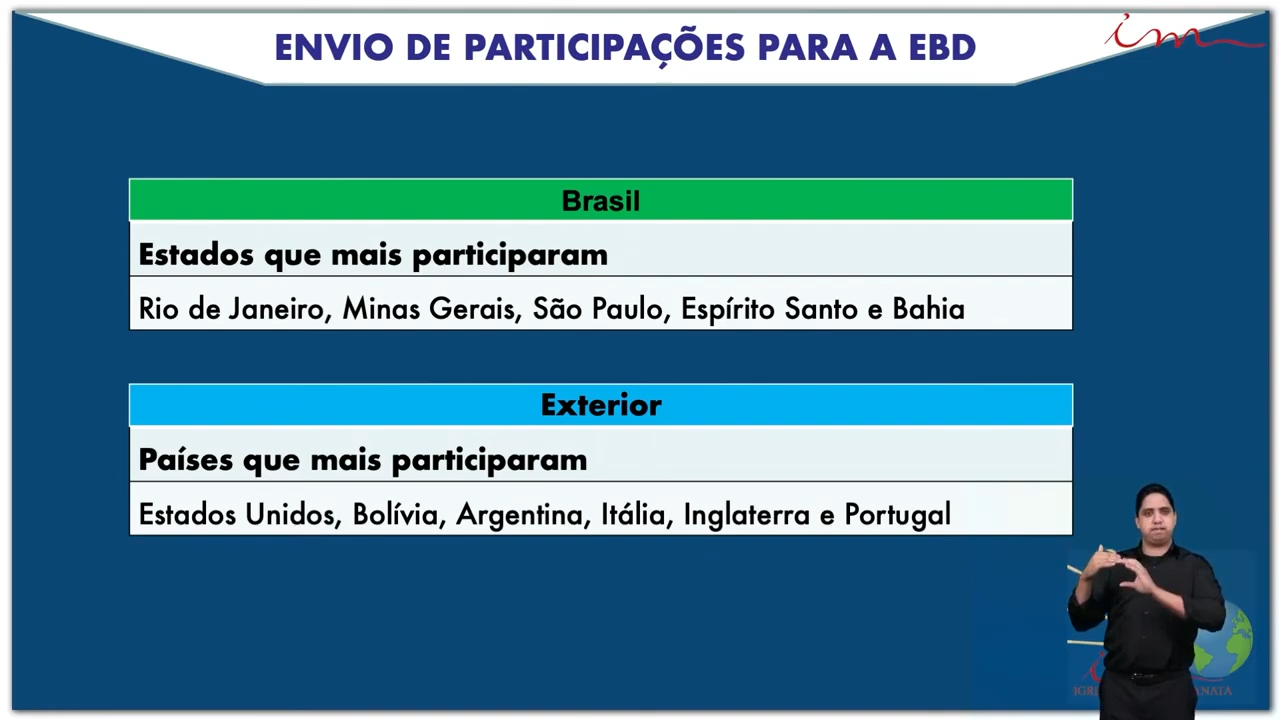 ENVIO DE PARTICIPAÇÕES PARA A EBD
im
Brasil
Estados que mais participaram
Rio de Janeiro, Minas Gerais, São Paulo, Espírito Santo e Bahia
Exterior
Países que mais participaram
Estados Unidos, Bolívia, Argentina, Itália, Inglaterra e Portugal